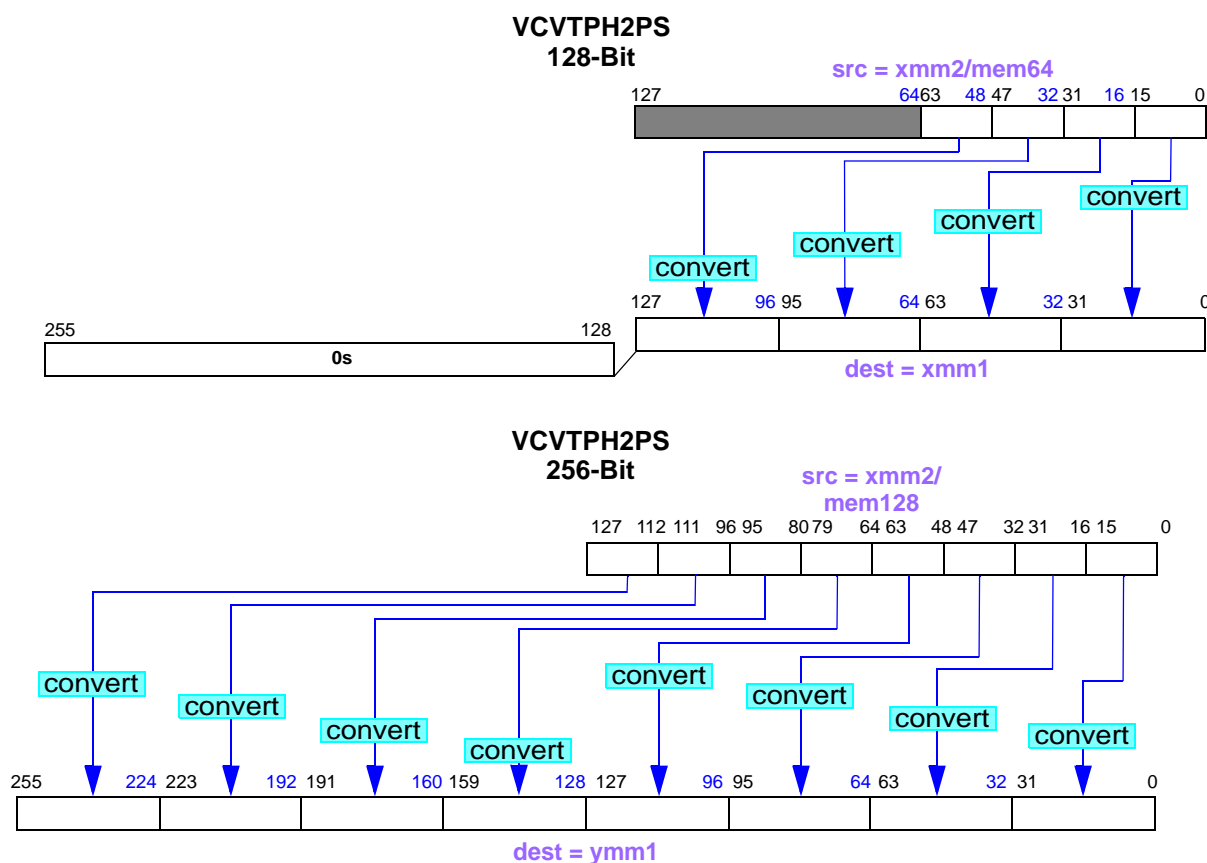 VCVTPH2PS
128-Bit
src = xmm2/mem64
127 64 63 48 47 32 31 16 15 0
convert
convert
convert
convert
127 96 95 64 63 32 31 0
255 128
0s
dest = xmm1
VCVTPH2PS
256-Bit
src = xmm2/
mem128
127 112 111 96 95 80 79 64 63 48 47 32 31 16 15 0
convert
convert
convert
convert
convert
convert
convert
convert
255 224 223 192 191 160 159 128 127 96 95 64 63 32 31 0
dest = ymm1